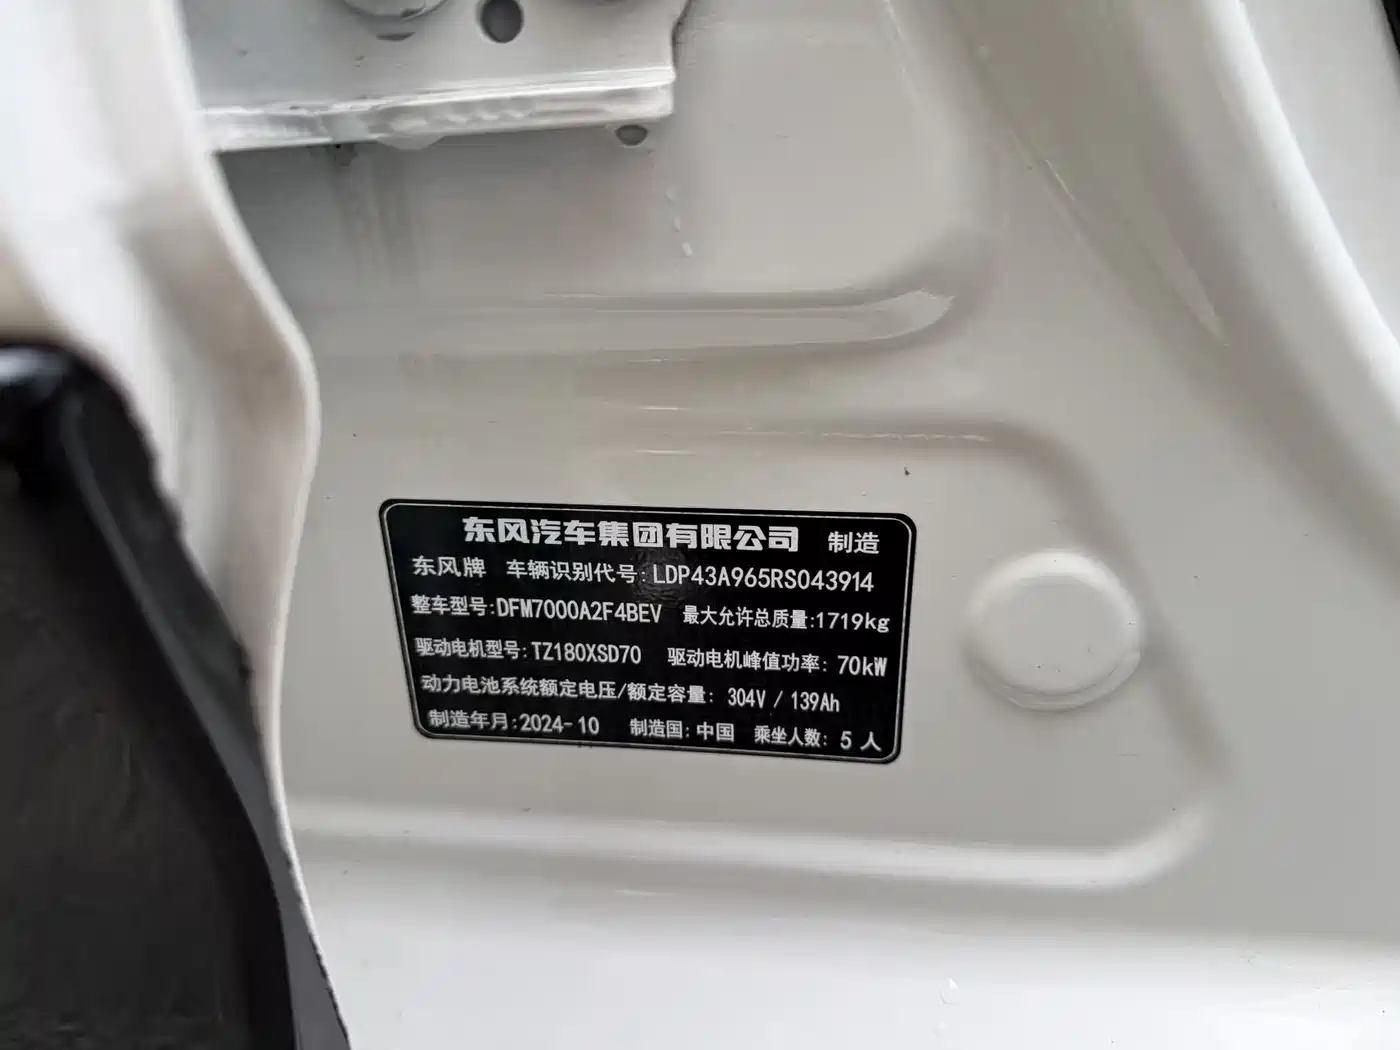 东风汽车集团有限公司 制造
东风牌 车辆识别代号:LDP43A965RS043914
整车型号:DFM7000A2F4BEV 最大允许总质量:1719kg
驱动电机型号:TZ180XSD70 驱动电机峰值功率: 70kW
动力电池系统额定电压/额定容量: 304V / 139Ah
制造年月:2024-10 制造国:中国 乘坐人数: 5 人